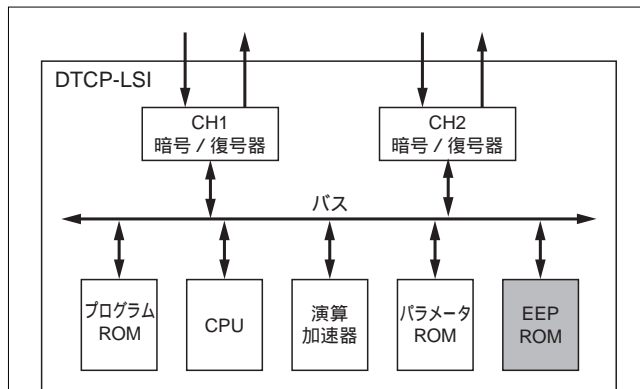 DTCP-LSI
CH1
暗号 / 復号器
CH2
暗号 / 復号器
バス
プログラム
ROM
CPU
演算
加速器
パラメータ
ROM
EEP
ROM